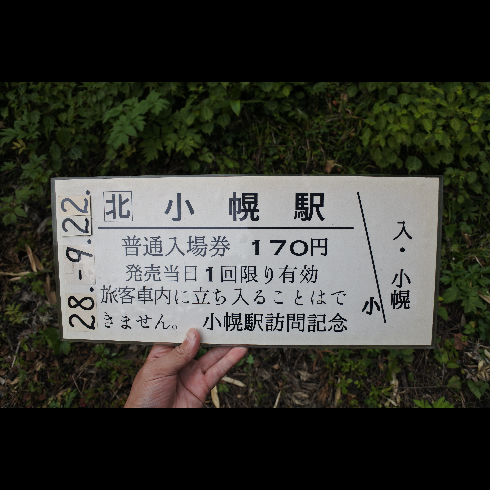 28.-9.22.
北 小幌駅
普通入場券 170円
発売当日1回限り有効
旅客車内に立ち入ることはで
きません。 小幌駅訪問記念
小
入・小幌